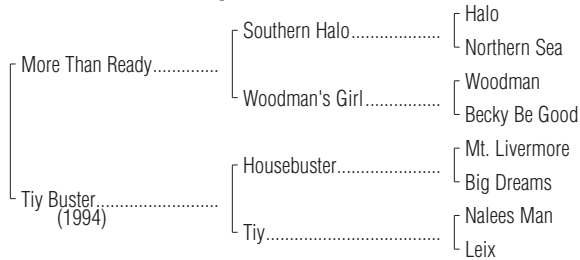 Halo
Southern Halo....................
Northern Sea
More Than Ready..............
Woodman
Woodman's Girl.................
Becky Be Good
Mt. Livermore
Housebuster.......................
Big Dreams
Tiy Buster..........................
(1994)
Nalees Man
Tiy.......................................
Leix